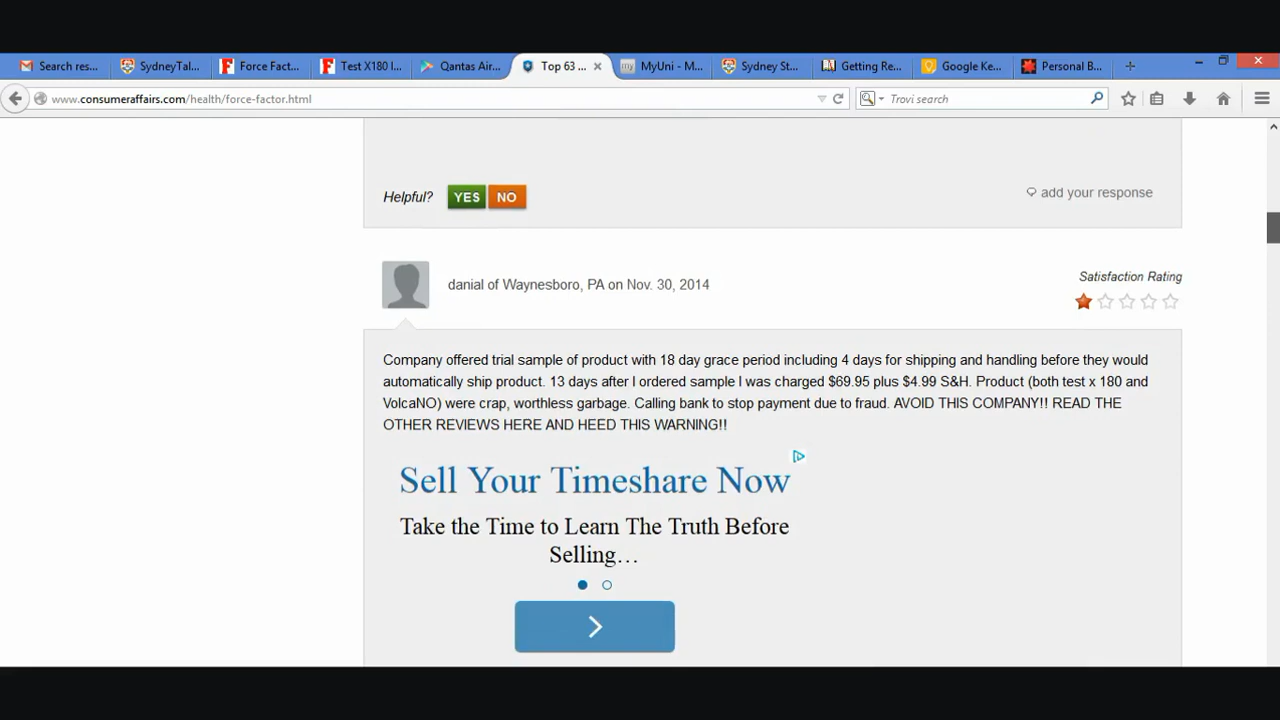 Search res...
SydneyTal...
Force Fact...
Test X180 I...
Qantas Air...
Top 63 ...
MyUni - M...
Sydney St...
Getting Re...
Google Ke...
Personal B...
www.consumeraffairs.com/health/force-factor.html
Trovi search
Helpful?
YES
NO
add your response
danial of Waynesboro, PA on Nov. 30, 2014
Satisfaction Rating
Company offered trial sample of product with 18 day grace period including 4 days for shipping and handling before they would
automatically ship product. 13 days after I ordered sample I was charged $69.95 plus $4.99 S&H. Product (both test x 180 and
VolcaNO) were crap, worthless garbage. Calling bank to stop payment due to fraud. AVOID THIS COMPANY!! READ THE
OTHER REVIEWS HERE AND HEED THIS WARNING!!
Sell Your Timeshare Now
Take the Time to Learn The Truth Before
Selling…